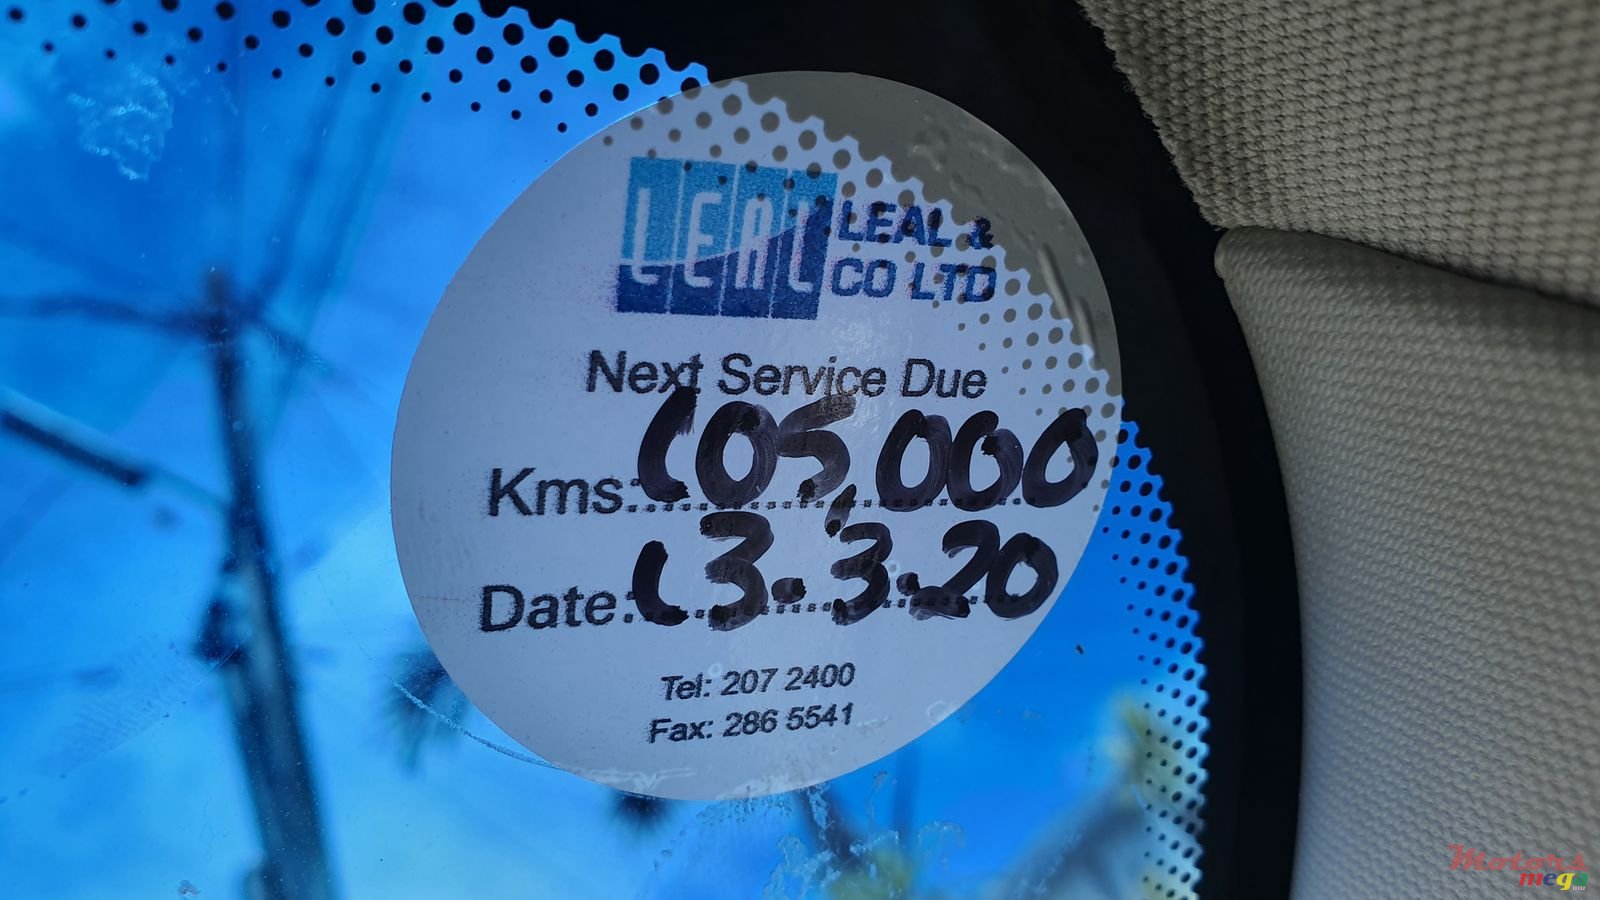 LEAL LEAL &
CO LTD
Next Service Due
Kms: 105,000
Date: 13.3.20
Tel: 207 2400
Fax: 286 5541
Motors
mega